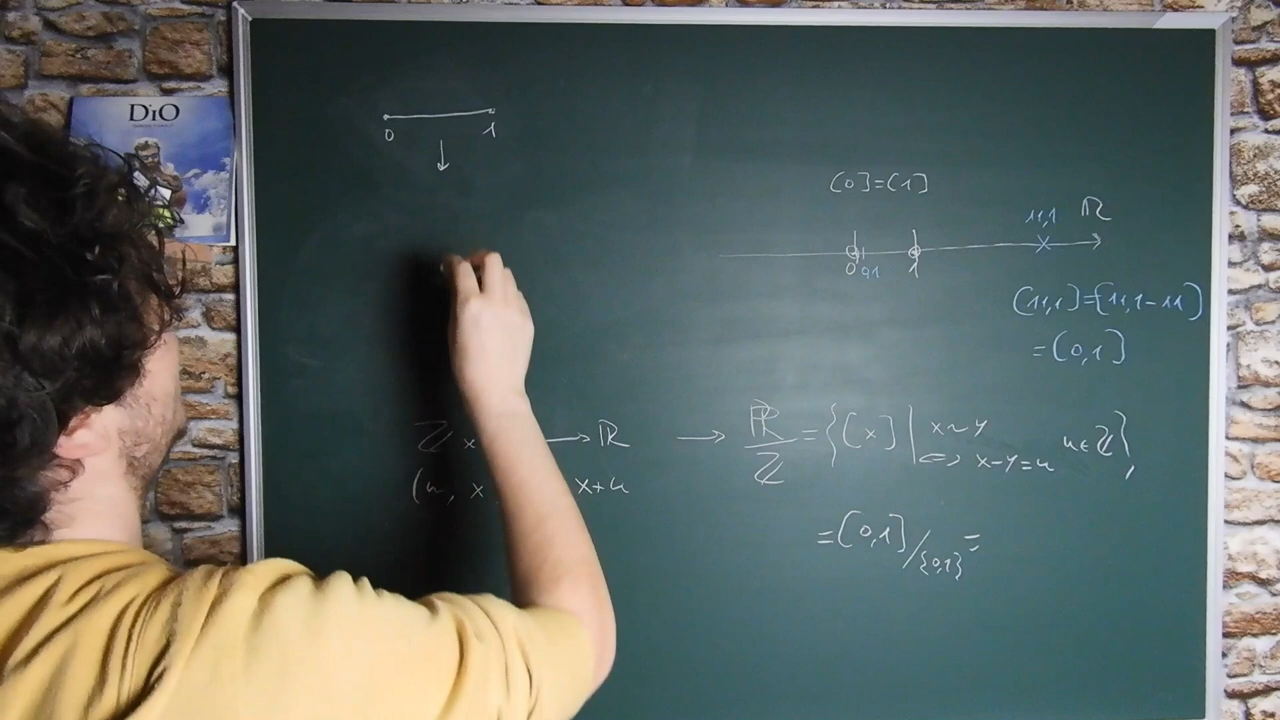 DiO
0 1
↓
[0]=[1]
11,1 ℝ
0 0,1 1
[11,1]=[11,1-11]
=[0,1]
ℤ × → ℝ → ℝ/ℤ = {[x] | x~y ⇔ x-y=n n∈ℤ},
(n, x x+n
=[0,1]/{0,1} =